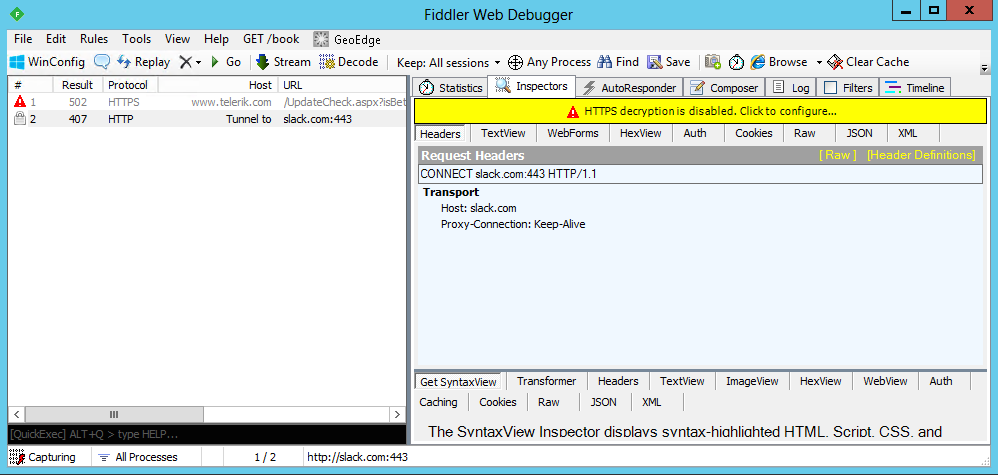 Fiddler Web Debugger
File Edit Rules Tools View Help GET /book GeoEdge
WinConfig Replay Go Stream Decode Keep: All sessions Any Process Find Save Browse Clear Cache
# Result Protocol Host URL
1 502 HTTPS www.telerik.com /UpdateCheck.aspx?isBet
2 407 HTTP Tunnel to slack.com:443
Statistics Inspectors AutoResponder Composer Log Filters Timeline
HTTPS decryption is disabled. Click to configure...
Headers TextView WebForms HexView Auth Cookies Raw JSON XML
Request Headers [ Raw ] [Header Definitions]
CONNECT slack.com:443 HTTP/1.1
Transport
Host: slack.com
Proxy-Connection: Keep-Alive
Get SyntaxView Transformer Headers TextView ImageView HexView WebView Auth
Caching Cookies Raw JSON XML
The SyntaxView Inspector displays syntax-highlighted HTML, Script, CSS, and
[QuickExec] ALT+Q > type HELP...
Capturing All Processes 1 / 2 http://slack.com:443